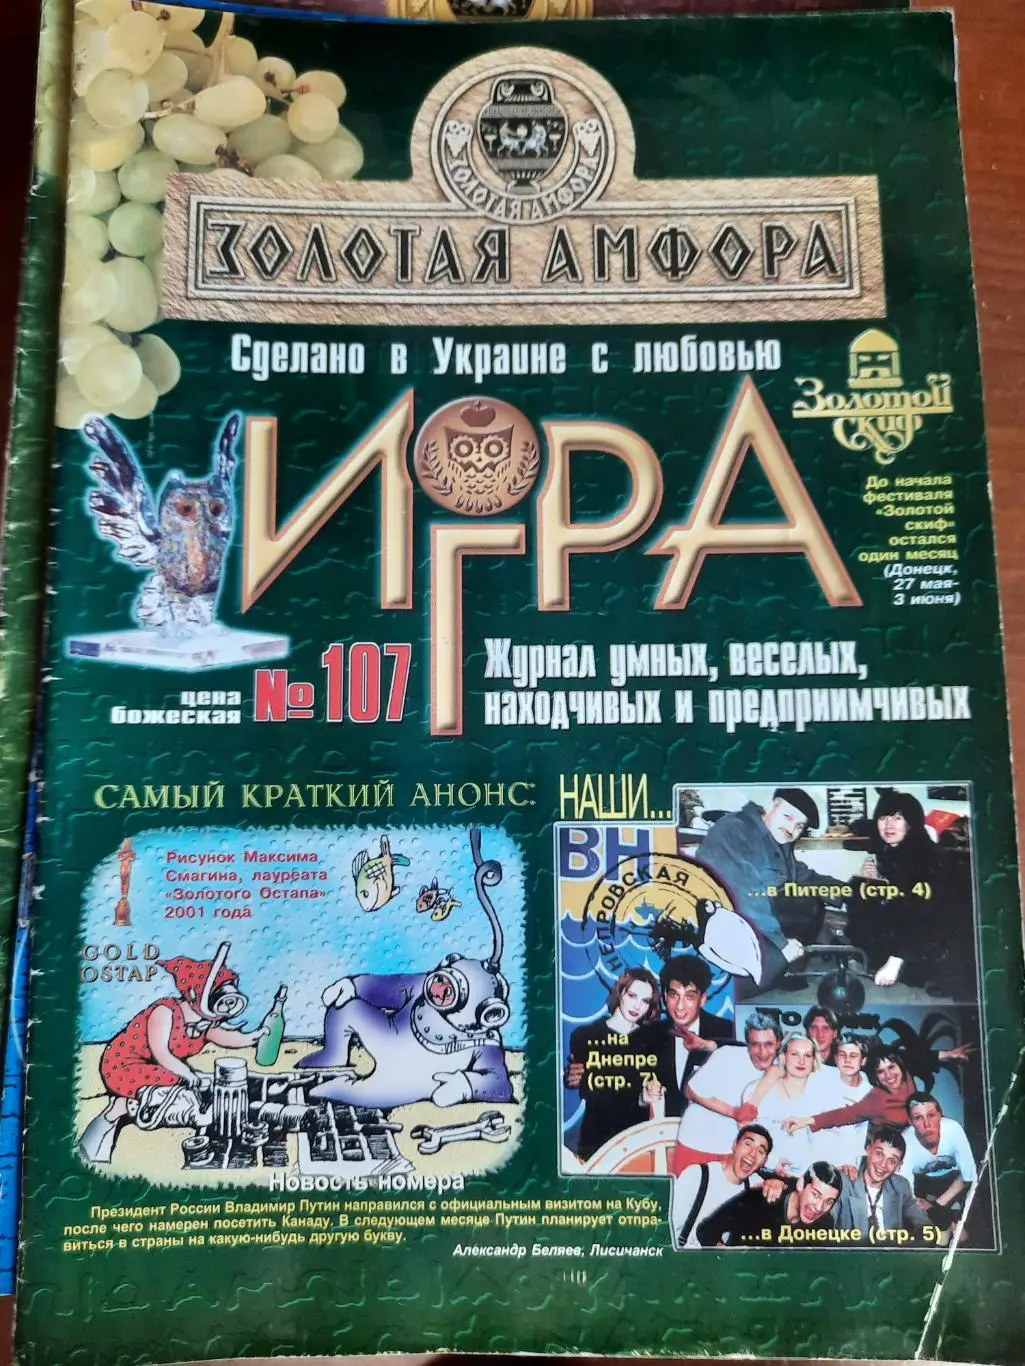 ЗОЛОТАЯ АМФОРА
ЗОЛОТАЯ АМФОРА
Сделано в Украине с любовью
ИГРА
Золотой
скиф
До начала
фестиваля
«Золотой
скиф»
остался
один месяц
(Донецк,
27 мая-
3 июня)
цена
божеская
№ 107
Журнал умных, веселых,
находчивых и предприимчивых
САМЫЙ КРАТКИЙ АНОНС:
Рисунок Максима
Смагина, лауреата
«Золотого Остапа»
2001 года
GOLD
OSTAP
Новость номера
Президент России Владимир Путин направился с официальным визитом на Кубу,
после чего намерен посетить Канаду. В следующем месяце Путин планирует отпра-
виться в страны на какую-нибудь другую букву.
Александр Беляев, Лисичанск
НАШИ...
ВН
...в Питере (стр. 4)
...на
Днепре
(стр. 7)
...в Донецке (стр. 5)